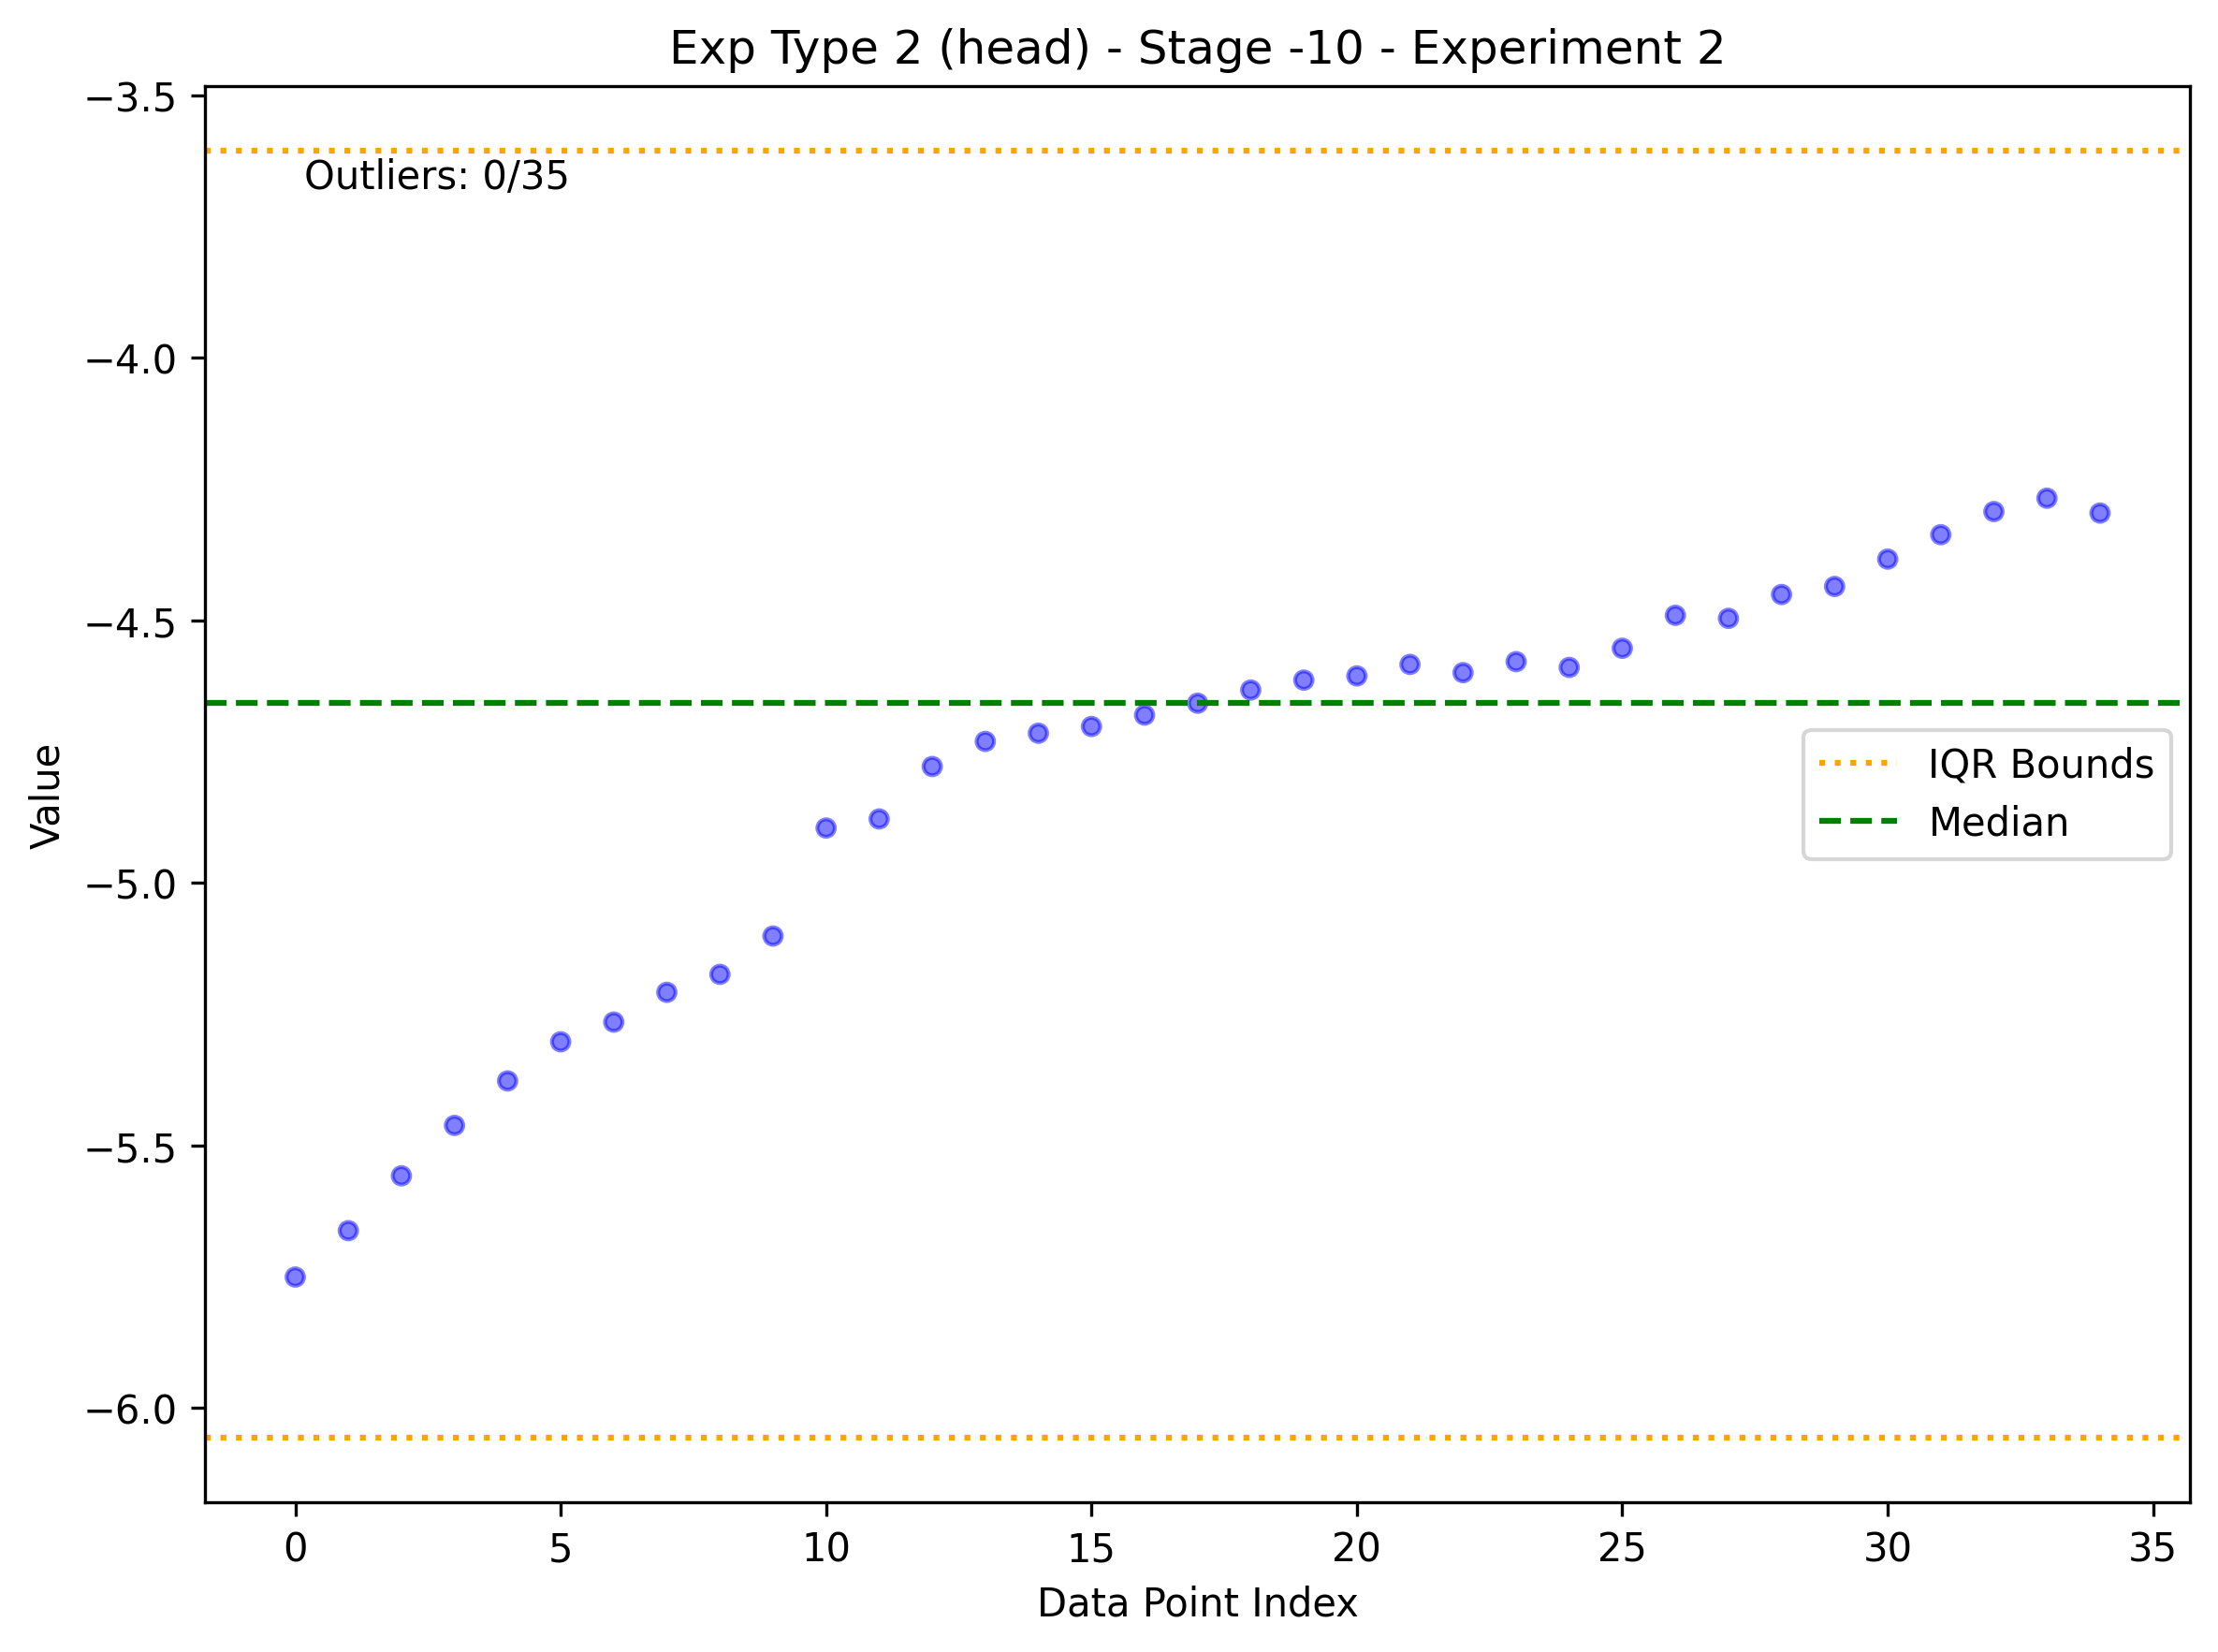 Exp Type 2 (head) - Stage -10 - Experiment 2
−3.5
Outliers: 0/35
−4.0
−4.5
IQR Bounds
Median
Value
−5.0
−5.5
−6.0
0 5 10 15 20 25 30 35
Data Point Index